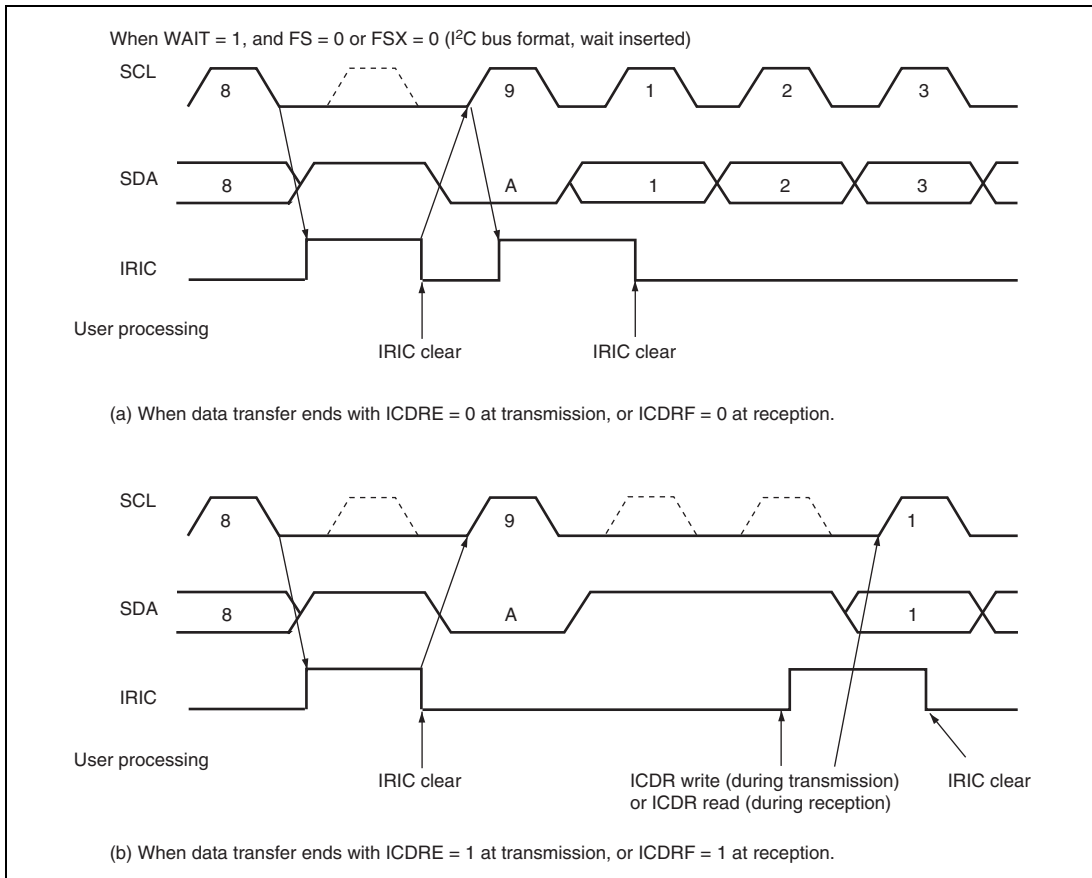 When WAIT = 1, and FS = 0 or FSX = 0 (I²C bus format, wait inserted)
SCL
8 9 1 2 3
SDA
8 A 1 2 3
IRIC
User processing
IRIC clear IRIC clear
(a) When data transfer ends with ICDRE = 0 at transmission, or ICDRF = 0 at reception.
SCL
8 9 1
SDA
8 A 1
IRIC
User processing
IRIC clear ICDR write (during transmission) IRIC clear
or ICDR read (during reception)
(b) When data transfer ends with ICDRE = 1 at transmission, or ICDRF = 1 at reception.